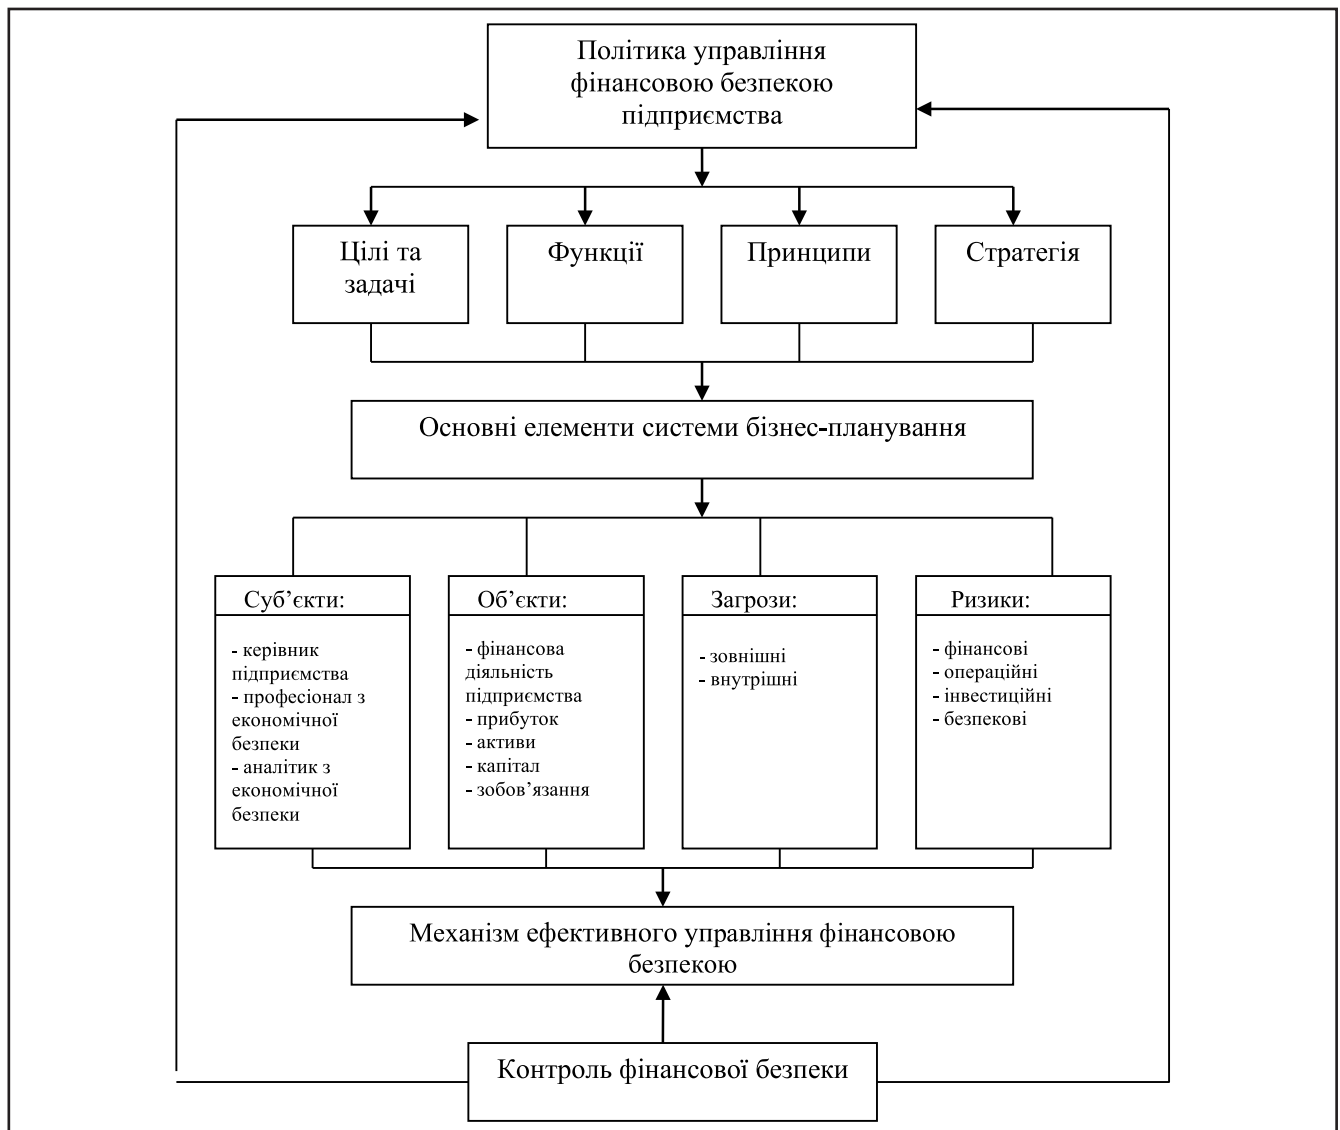 Політика управління
фінансовою безпекою
підприємства
Цілі та
задачі
Функції
Принципи
Стратегія
Основні елементи системи бізнес-планування
Суб’єкти:
- керівник
підприємства
- професіонал з
економічної
безпеки
- аналітик з
економічної
безпеки
Об’єкти:
- фінансова
діяльність
підприємства
- прибуток
- активи
- капітал
- зобов’язання
Загрози:
- зовнішні
- внутрішні
Ризики:
- фінансові
- операційні
- інвестиційні
- безпекові
Механізм ефективного управління фінансовою
безпекою
Контроль фінансової безпеки